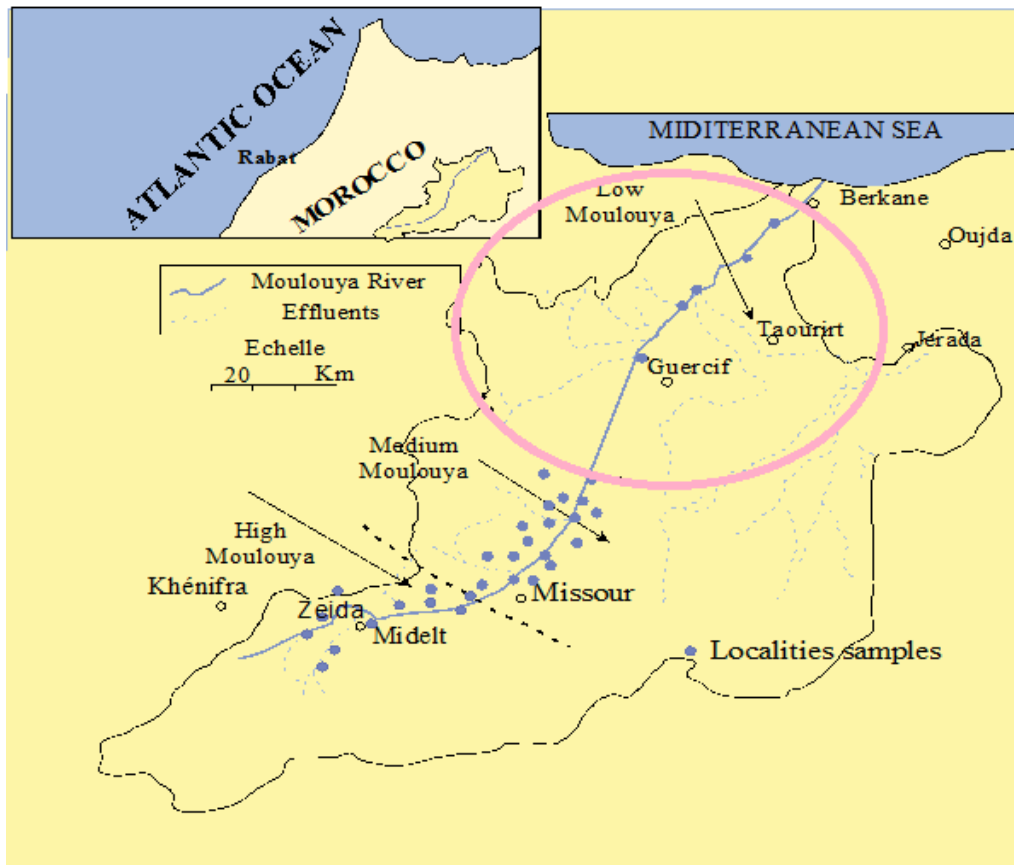 ATLANTIC OCEAN
Rabat
MOROCCO
MIDITERRANEAN SEA
Low
Moulouya
Berkane
Oujda
Moulouya River
Effluents
Echelle
20 Km
Taourirt
Jerada
Guercif
Medium
Moulouya
High
Moulouya
Khénifra
Zeida
Midelt
Missour
Localities samples